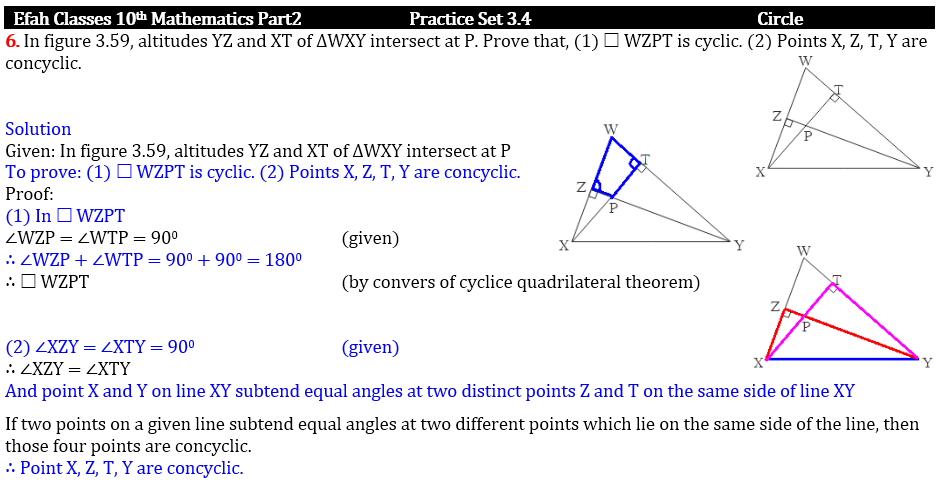 Efah Classes 10th Mathematics Part2 Practice Set 3.4 Circle
6. In figure 3.59, altitudes YZ and XT of ΔWXY intersect at P. Prove that, (1) □ WZPT is cyclic. (2) Points X, Z, T, Y are
concyclic.
W
T
Z
P
X
Y
Solution
Given: In figure 3.59, altitudes YZ and XT of ΔWXY intersect at P
To prove: (1) □ WZPT is cyclic. (2) Points X, Z, T, Y are concyclic.
Proof:
(1) In □ WZPT
∠WZP = ∠WTP = 90⁰ (given)
∴ ∠WZP + ∠WTP = 90⁰ + 90⁰ = 180⁰
∴ □ WZPT (by convers of cyclice quadrilateral theorem)
W
T
Z
P
X
Y
(2) ∠XZY = ∠XTY = 90⁰ (given)
∴ ∠XZY = ∠XTY
W
T
Z
P
X
Y
And point X and Y on line XY subtend equal angles at two distinct points Z and T on the same side of line XY
If two points on a given line subtend equal angles at two different points which lie on the same side of the line, then
those four points are concyclic.
∴ Point X, Z, T, Y are concyclic.